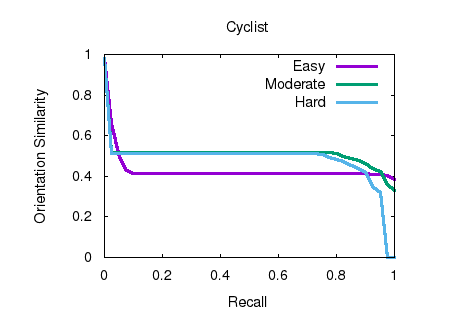 Cyclist
Orientation Similarity
1
0.8
0.6
0.4
0.2
0
Easy
Moderate
Hard
0 0.2 0.4 0.6 0.8 1
Recall